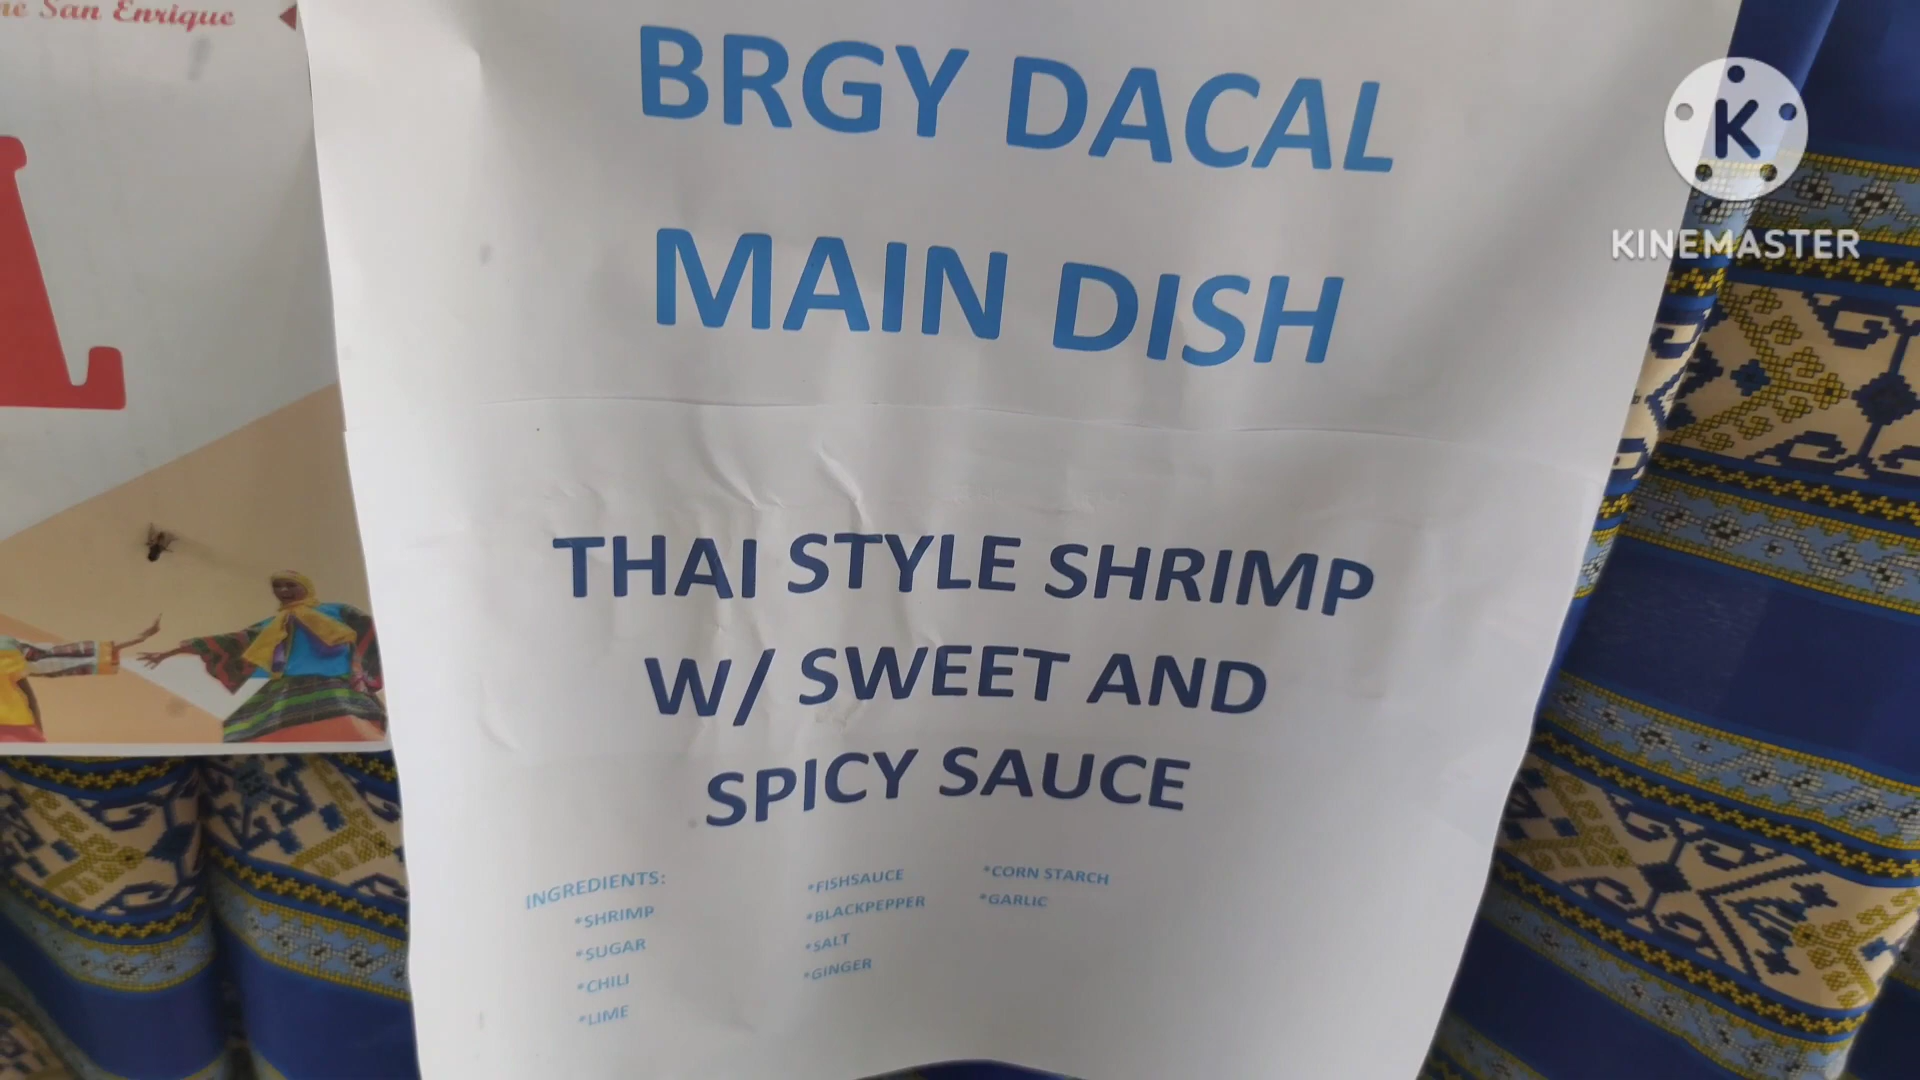 ne San Enrique
BRGY DACAL
MAIN DISH
THAI STYLE SHRIMP
W/ SWEET AND
SPICY SAUCE
INGREDIENTS:
*SHRIMP
*SUGAR
*CHILI
*LIME
*FISHSAUCE
*BLACKPEPPER
*SALT
*GINGER
*CORN STARCH
*GARLIC
K
KINEMASTER